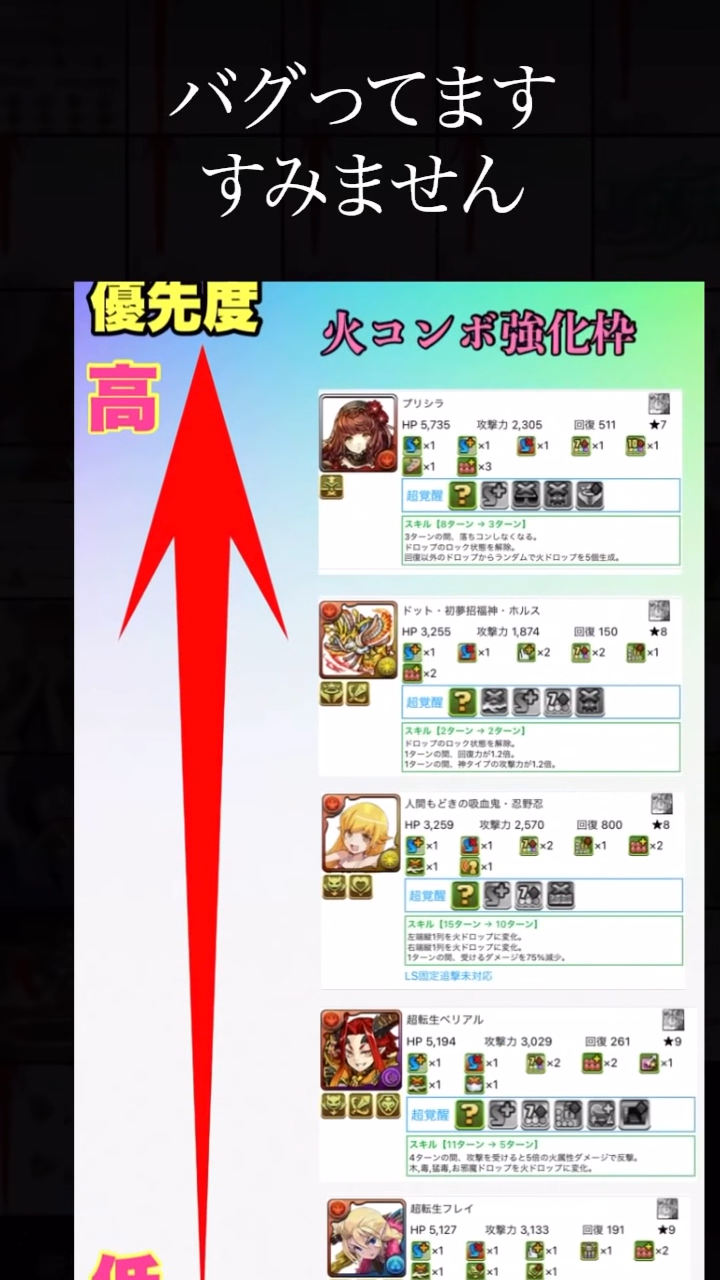 バグってます
すみません
優先度
高
火コンボ強化枠
プリシラ
HP 5,735 攻撃力 2,305 回復 511 ★7
×1 ×1 ×1 ×1 ×1
×1 ×3
超覚醒
スキル【8ターン → 3ターン】
3ターンの間、落ちコンしなくなる。
ドロップのロック状態を解除。
回復以外のドロップからランダムで火ドロップを5個生成。
ドット・初夢招福神・ホルス
HP 3,255 攻撃力 1,874 回復 150 ★8
×1 ×1 ×2 ×2 ×1
×2
超覚醒
スキル【2ターン → 2ターン】
ドロップのロック状態を解除。
1ターンの間、回復力が1.2倍。
1ターンの間、神タイプの攻撃力が1.2倍。
人間もどきの吸血鬼・忍野忍
HP 3,259 攻撃力 2,570 回復 800 ★8
×1 ×1 ×2 ×1 ×2
×1 ×1
超覚醒
スキル【15ターン → 10ターン】
左端縦1列を火ドロップに変化。
右端縦1列を火ドロップに変化。
1ターンの間、受けるダメージを75%減少。
LS固定追撃未対応
超転生ベリアル
HP 5,194 攻撃力 3,029 回復 261 ★9
×1 ×1 ×2 ×2 ×1
×1 ×1
超覚醒
スキル【11ターン → 5ターン】
4ターンの間、攻撃を受けると5倍の火属性ダメージで反撃。
木,毒,猛毒,お邪魔ドロップを火ドロップに変化。
超転生フレイ
HP 5,127 攻撃力 3,133 回復 191 ★9
×1 ×1 ×1 ×1 ×2
×1 ×1 ×1
低